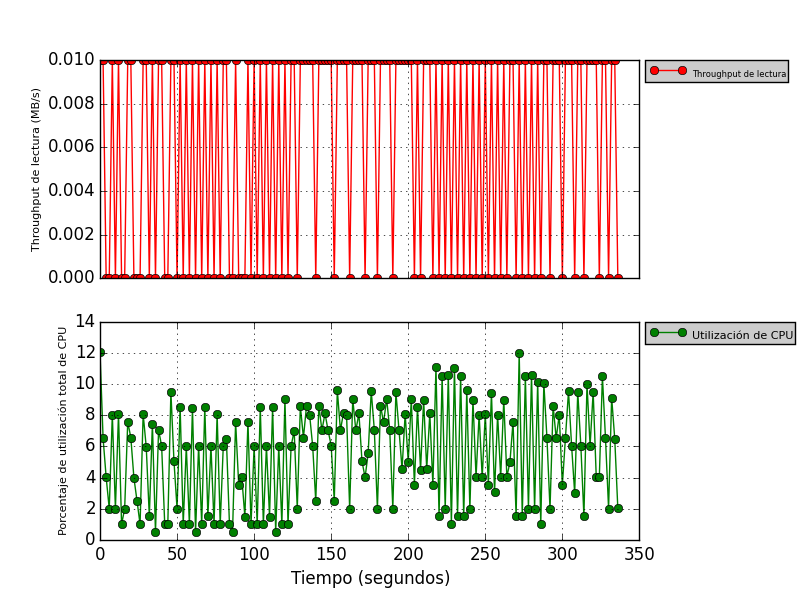 Throughput de lectura (MB/s)
0.010
0.008
0.006
0.004
0.002
0.000
Throughput de lectura
Porcentaje de utilización total de CPU
14
12
10
8
6
4
2
0
Utilización de CPU
0 50 100 150 200 250 300 350
Tiempo (segundos)